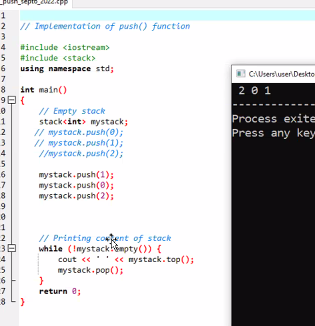 _push_septo_2022.cpp
1
2 // Implementation of push() function
3
4 #include <iostream>
5 #include <stack>
6 using namespace std;
7
8 int main()
9 {
10 // Empty stack
11 stack<int> mystack;
12 // mystack.push(0);
13 // mystack.push(1);
14 //mystack.push(2);
15
16 mystack.push(1);
17 mystack.push(0);
18 mystack.push(2);
19
20
21
22 // Printing content of stack
23 while (!mystack.empty()) {
24 cout << ' ' << mystack.top();
25 mystack.pop();
26 }
27 return 0;
28 }
C:\Users\user\Deskto
2 0 1
--------------------
Process exite
Press any key